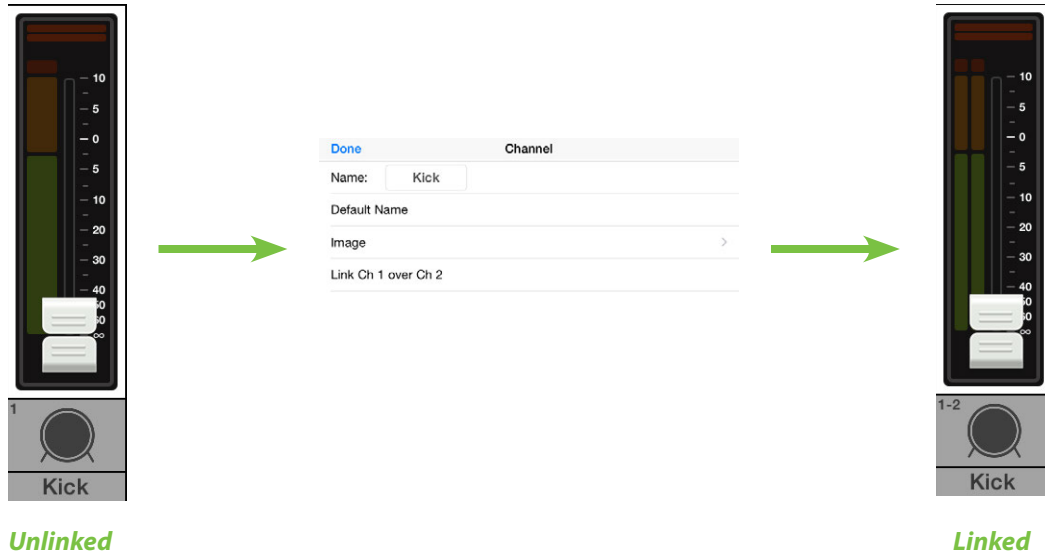 10
5
0
5
10
20
30
40
50
60
∞
1
Kick
Unlinked
Done Channel
Name: Kick
Default Name
Image >
Link Ch 1 over Ch 2
10
5
0
5
10
20
30
40
50
60
∞
1-2
Kick
Linked